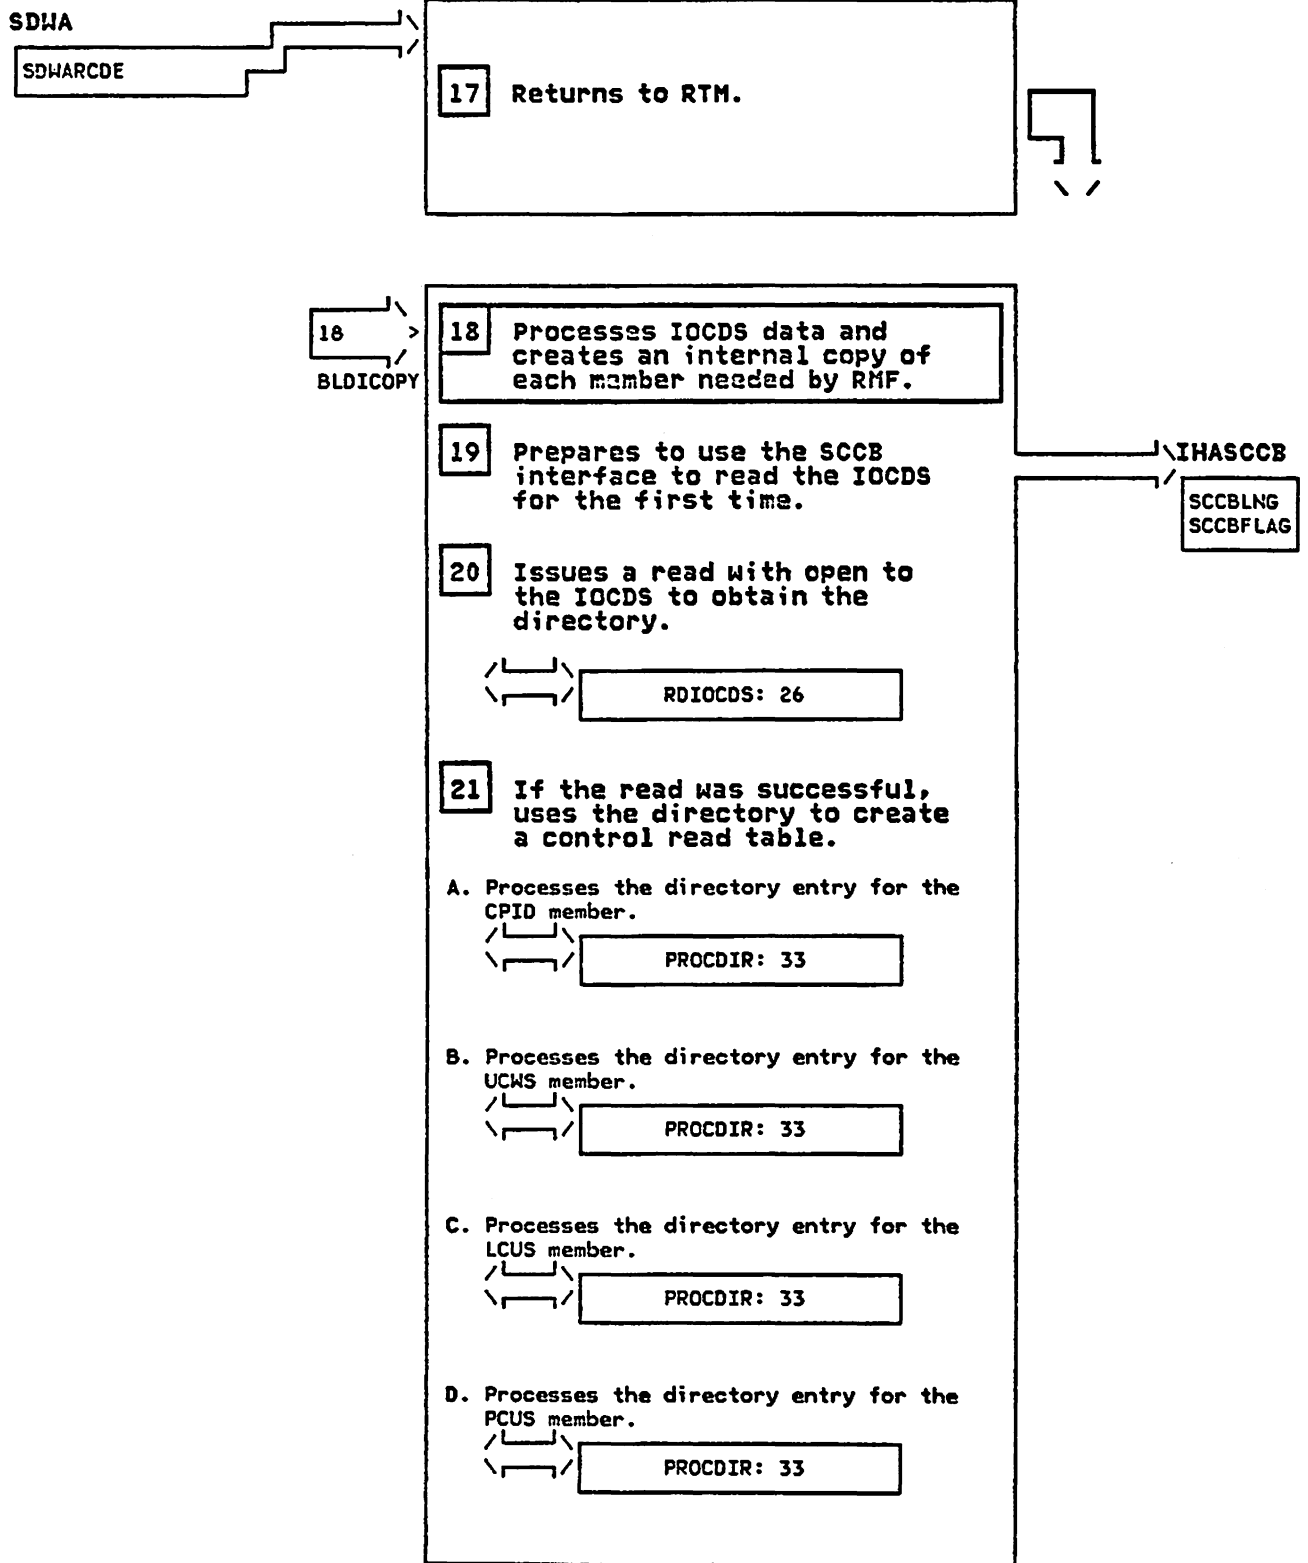 SDWA
SDWARCDE
17 Returns to RTM.
18
BLDICOPY
18 Processes IOCDS data and
creates an internal copy of
each member needed by RMF.
19 Prepares to use the SCCB
interface to read the IOCDS
for the first time.
IHASCCB
SCCBLNG
SCCBFLAG
20 Issues a read with open to
the IOCDS to obtain the
directory.
RDIOCDS: 26
21 If the read was successful,
uses the directory to create
a control read table.
A. Processes the directory entry for the
CPID member.
PROCDIR: 33
B. Processes the directory entry for the
UCWS member.
PROCDIR: 33
C. Processes the directory entry for the
LCUS member.
PROCDIR: 33
D. Processes the directory entry for the
PCUS member.
PROCDIR: 33